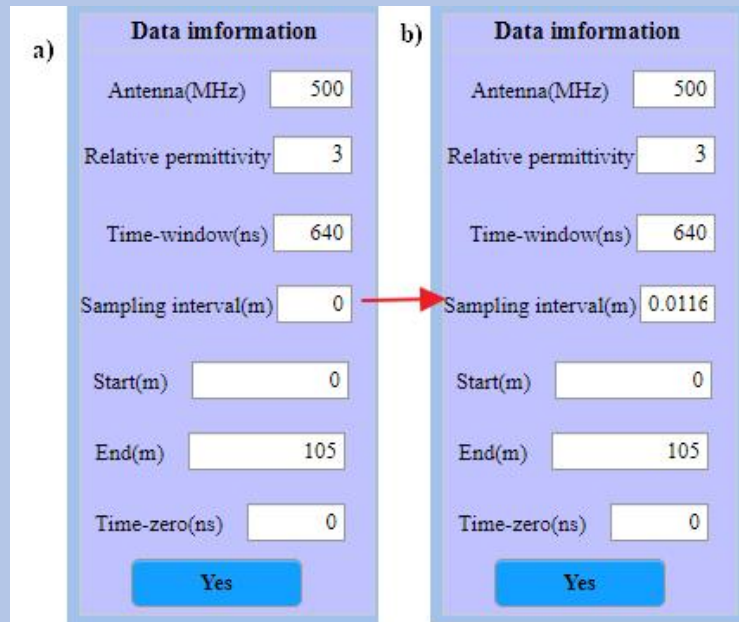 a)
Data imformation
Antenna(MHz) 500
Relative permittivity 3
Time-window(ns) 640
Sampling interval(m) 0
Start(m) 0
End(m) 105
Time-zero(ns) 0
Yes
b)
Data imformation
Antenna(MHz) 500
Relative permittivity 3
Time-window(ns) 640
Sampling interval(m) 0.0116
Start(m) 0
End(m) 105
Time-zero(ns) 0
Yes